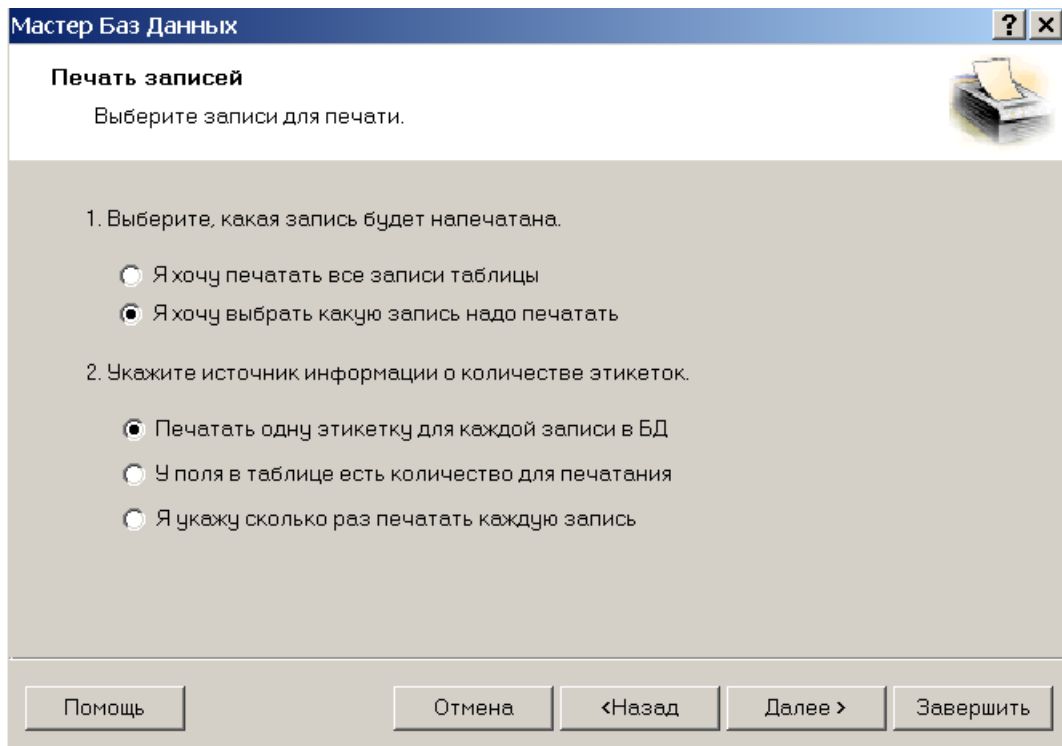 Мастер Баз Данных
Печать записей
Выберите записи для печати.
1. Выберите, какая запись будет напечатана.
Я хочу печатать все записи таблицы
Я хочу выбрать какую запись надо печатать
2. Укажите источник информации о количестве этикеток.
Печатать одну этикетку для каждой записи в БД
У поля в таблице есть количество для печатания
Я укажу сколько раз печатать каждую запись
Помощь Отмена <Назад Далее > Завершить